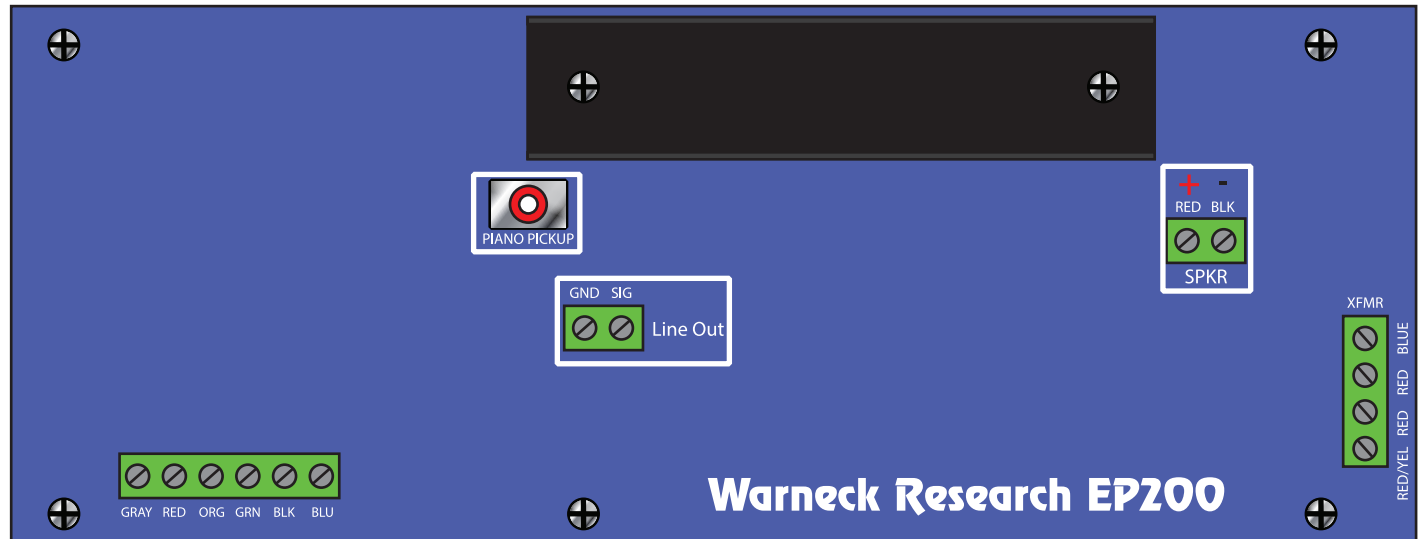 + -
RED BLK
PIANO PICKUP
SPKR
GND SIG
Line Out
XFMR
BLUE
RED
RED
RED/YEL
GRAY RED ORG GRN BLK BLU
Warneck Research EP200